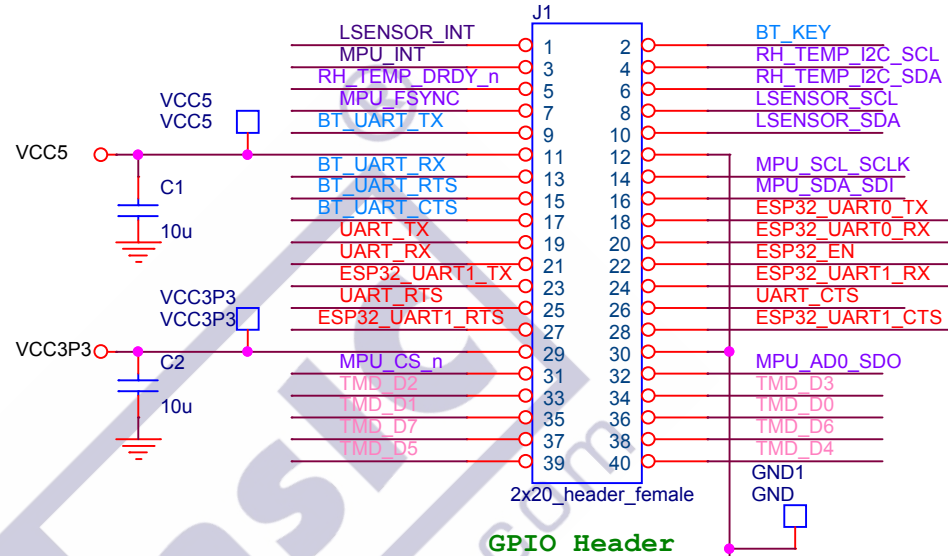 J1
LSENSOR_INT 1 2 BT_KEY
MPU_INT 3 4 RH_TEMP_I2C_SCL
RH_TEMP_DRDY_n 5 6 RH_TEMP_I2C_SDA
MPU_FSYNC 7 8 LSENSOR_SCL
BT_UART_TX 9 10 LSENSOR_SDA
VCC5
VCC5
VCC5 11 12
BT_UART_RX 13 14 MPU_SCL_SCLK
BT_UART_RTS 15 16 MPU_SDA_SDI
BT_UART_CTS 17 18 ESP32_UART0_TX
UART_TX 19 20 ESP32_UART0_RX
UART_RX 21 22 ESP32_EN
ESP32_UART1_TX 23 24 ESP32_UART1_RX
UART_RTS 25 26 UART_CTS
ESP32_UART1_RTS 27 28 ESP32_UART1_CTS
C1
10u
VCC3P3
VCC3P3
VCC3P3 29 30
MPU_CS_n 31 32 MPU_AD0_SDO
TMD_D2 33 34 TMD_D3
TMD_D1 35 36 TMD_D0
TMD_D7 37 38 TMD_D6
TMD_D5 39 40 TMD_D4
C2
10u
GND1
GND
2x20_header_female
GPIO Header
®
com